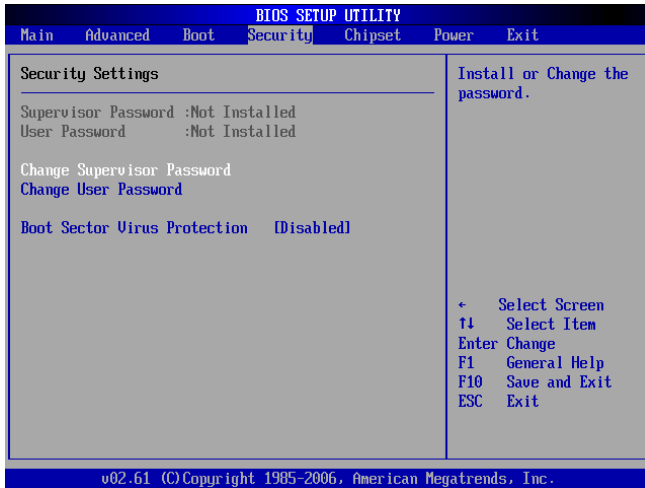 BIOS SETUP UTILITY
Main Advanced Boot Security Chipset Power Exit
Security Settings
Supervisor Password :Not Installed
User Password :Not Installed
Change Supervisor Password
Change User Password
Boot Sector Virus Protection [Disabled]
Install or Change the
password.
← Select Screen
↑↓ Select Item
Enter Change
F1 General Help
F10 Save and Exit
ESC Exit
v02.61 (C)Copyright 1985-2006, American Megatrends, Inc.